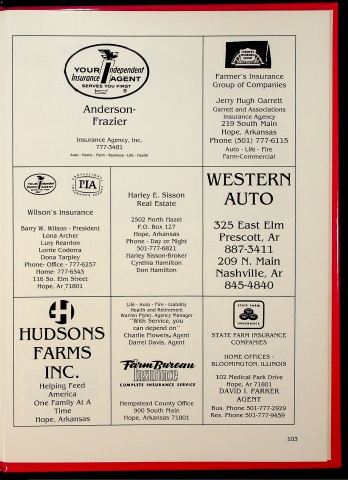 YOUR Independent
Insurance AGENT
SERVES YOU FIRST
Anderson-
Frazier
Insurance Agency, Inc.
777-3481
Auto - Home - Farm - Business - Life - Health
Farmer's Insurance
Group of Companies
Jerry Hugh Garrett
Garrett and Associations
Insurance Agency
219 South Main
Hope, Arkansas
Phone (501) 777-6115
Auto - Life - Fire
Farm-Commercial
PIA
Wilson's Insurance
Barry W. Wilson - President
Lona Archer
Lury Reardon
Lorrie Codorra
Dona Tarpley
Phone- Office - 777-6257
Home- 777-6543
116 So. Elm Street
Hope, Ar 71801
Harley E. Sisson
Real Estate
2502 North Hazel
P.O. Box 127
Hope, Arkansas
Phone - Day or Night
501-777-6821
Harley Sisson-Broker
Cynthia Hamilton
Don Hamilton
WESTERN
AUTO
325 East Elm
Prescott, Ar
887-3411
209 N. Main
Nashville, Ar
845-4840
HUDSONS
FARMS
INC.
Helping Feed
America
One Family At A
Time
Hope, Arkansas
Life - Auto - Fire - Liability
Health and Retirement
Warren Plyler, Agency Manager
"With Service, you
can depend on"
Charlie Flowers, Agent
Darrel Davis, Agent
Farm Bureau
Insurance
COMPLETE INSURANCE SERVICE
Hempstead County Office
900 South Main
Hope, Arkansas 71801
STATE FARM
INSURANCE
STATE FARM INSURANCE
COMPANIES
HOME OFFICES -
BLOOMINGTON, ILLINOIS
102 Medical Park Drive
Hope, Ar 71801
DAVID I. PARKER
AGENT
Bus. Phone 501-777-2929
Res. Phone 501-777-9459
103